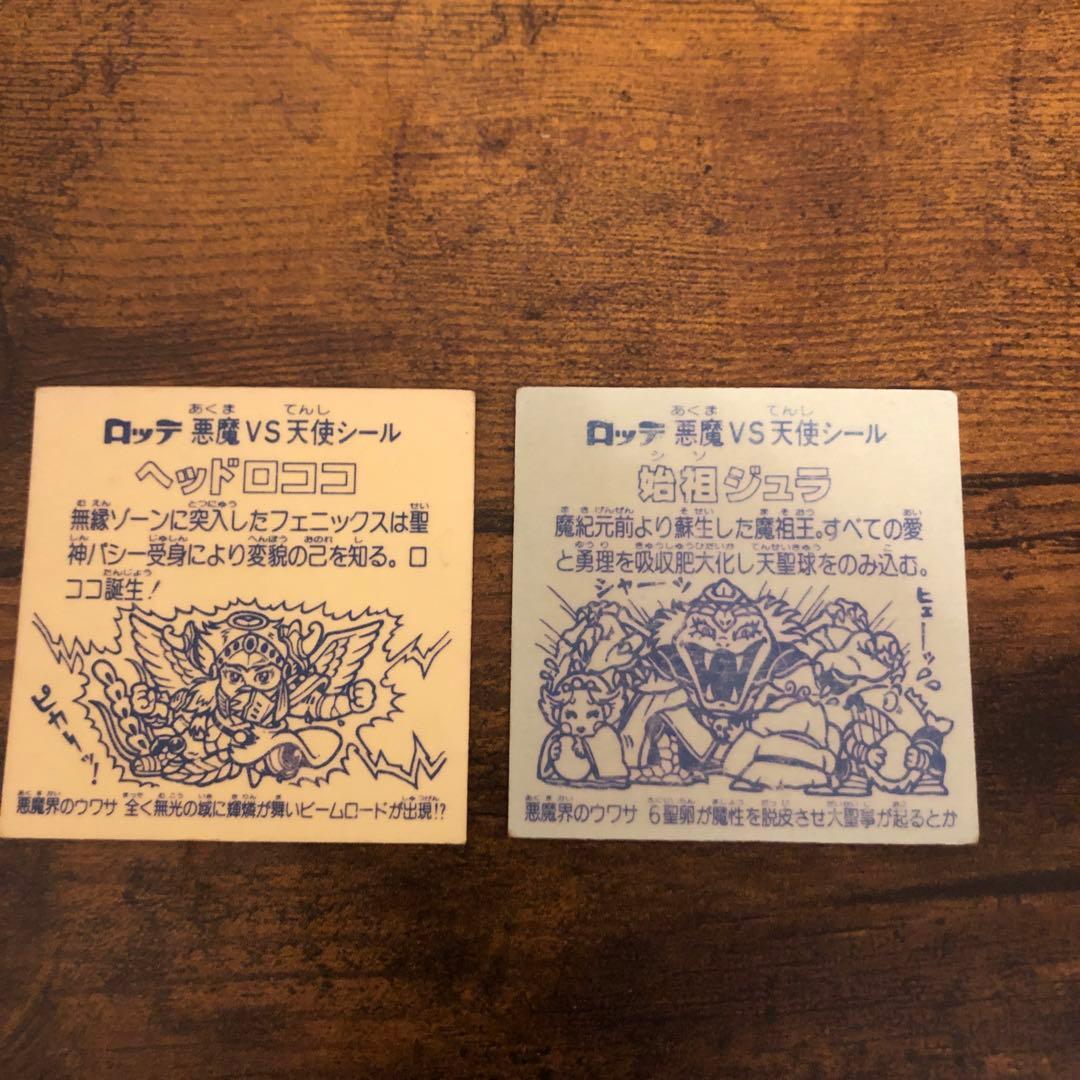 ロッテ 悪魔VS天使シール
ヘッドロココ
無縁ゾーンに突入したフェニックスは聖
神パシー受身により変貌の己を知る。ロ
ココ誕生!
ピカリッ!
悪魔界のウワサ 全く無光の域に輝燐が舞いビームロードが出現!?
ロッテ 悪魔VS天使シール
始祖ジュラ
魔紀元前より蘇生した魔祖王。すべての愛
と勇理を吸収肥大化し天聖球をのみ込む。
シャーッ
ヒェーッ
悪魔界のウワサ 6聖卵が魔性を脱皮させ大聖事が起るとか